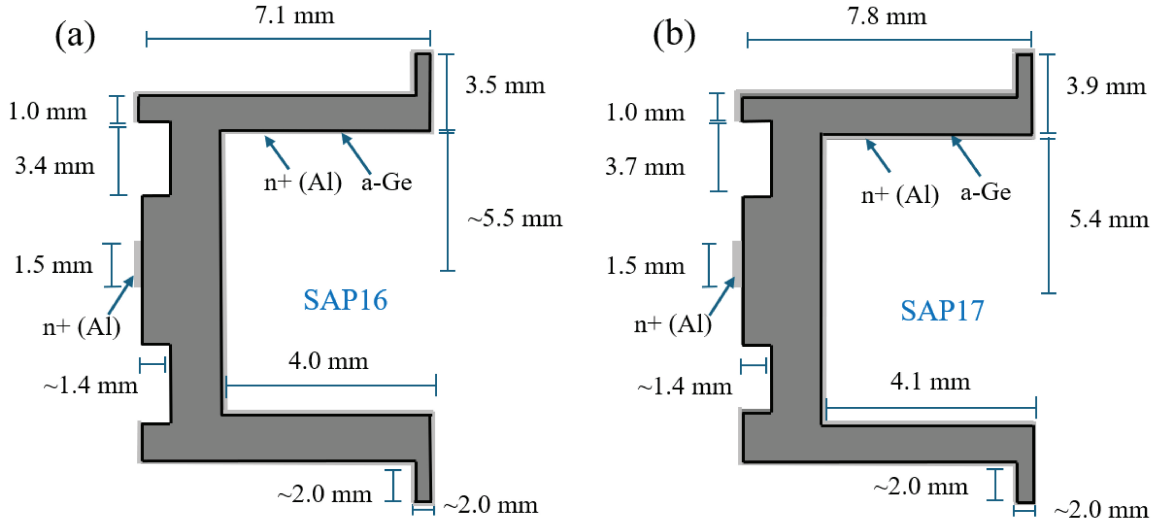 (a)
7.1 mm
3.5 mm
1.0 mm
3.4 mm
n+ (Al)
a-Ge
~5.5 mm
1.5 mm
n+ (Al)
SAP16
~1.4 mm
4.0 mm
~2.0 mm
~2.0 mm
(b)
7.8 mm
3.9 mm
1.0 mm
3.7 mm
n+ (Al)
a-Ge
5.4 mm
1.5 mm
n+ (Al)
SAP17
~1.4 mm
4.1 mm
~2.0 mm
~2.0 mm